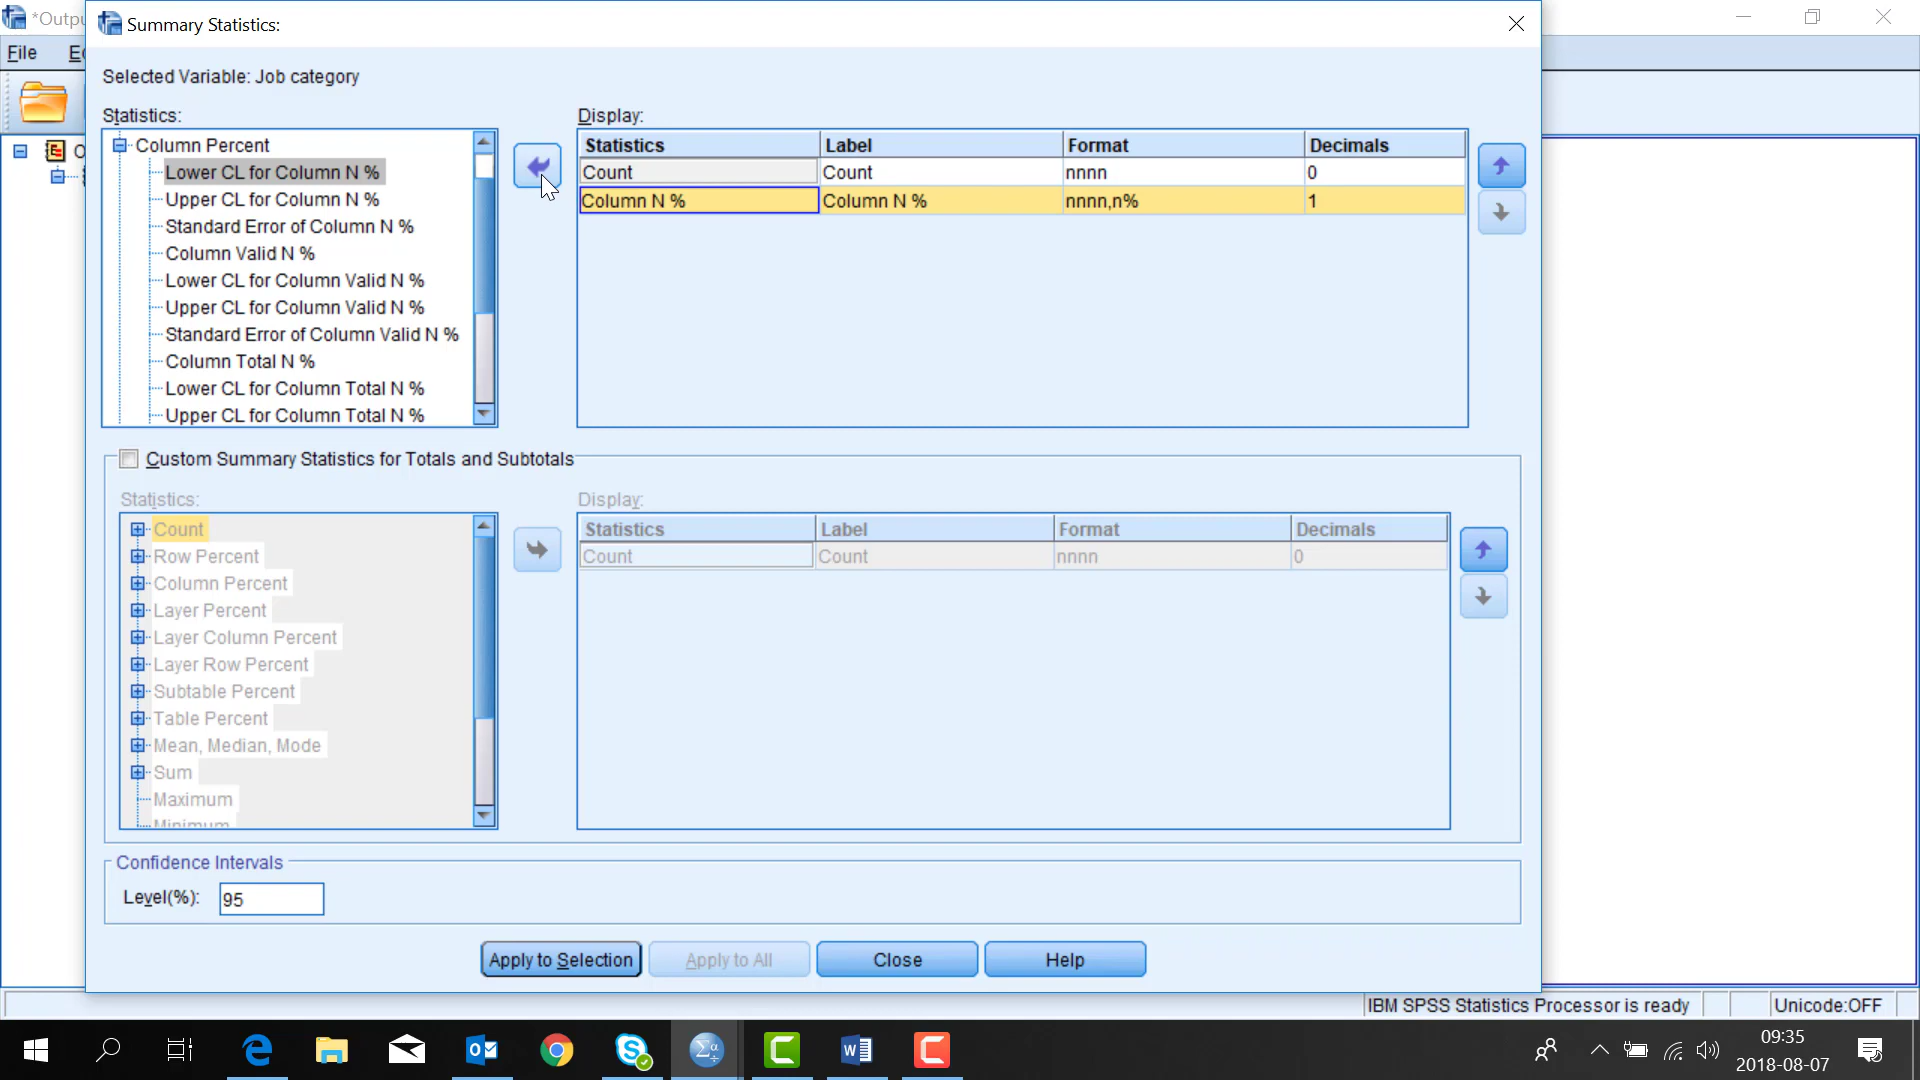 *Outpu
Summary Statistics:
File
Ec
Selected Variable: Job category
Statistics:
Column Percent
Lower CL for Column N %
Upper CL for Column N %
Standard Error of Column N %
Column Valid N %
Lower CL for Column Valid N %
Upper CL for Column Valid N %
Standard Error of Column Valid N %
Column Total N %
Lower CL for Column Total N %
Upper CL for Column Total N %
Display:
Statistics Label Format Decimals
Count Count nnnn 0
Column N % Column N % nnnn,n% 1
Custom Summary Statistics for Totals and Subtotals
Statistics:
Count
Row Percent
Column Percent
Layer Percent
Layer Column Percent
Layer Row Percent
Subtable Percent
Table Percent
Mean, Median, Mode
Sum
Maximum
Minimum
Display:
Statistics Label Format Decimals
Count Count nnnn 0
Confidence Intervals
Level(%): 95
Apply to Selection Apply to All Close Help
IBM SPSS Statistics Processor is ready Unicode:OFF
09:35
2018-08-07